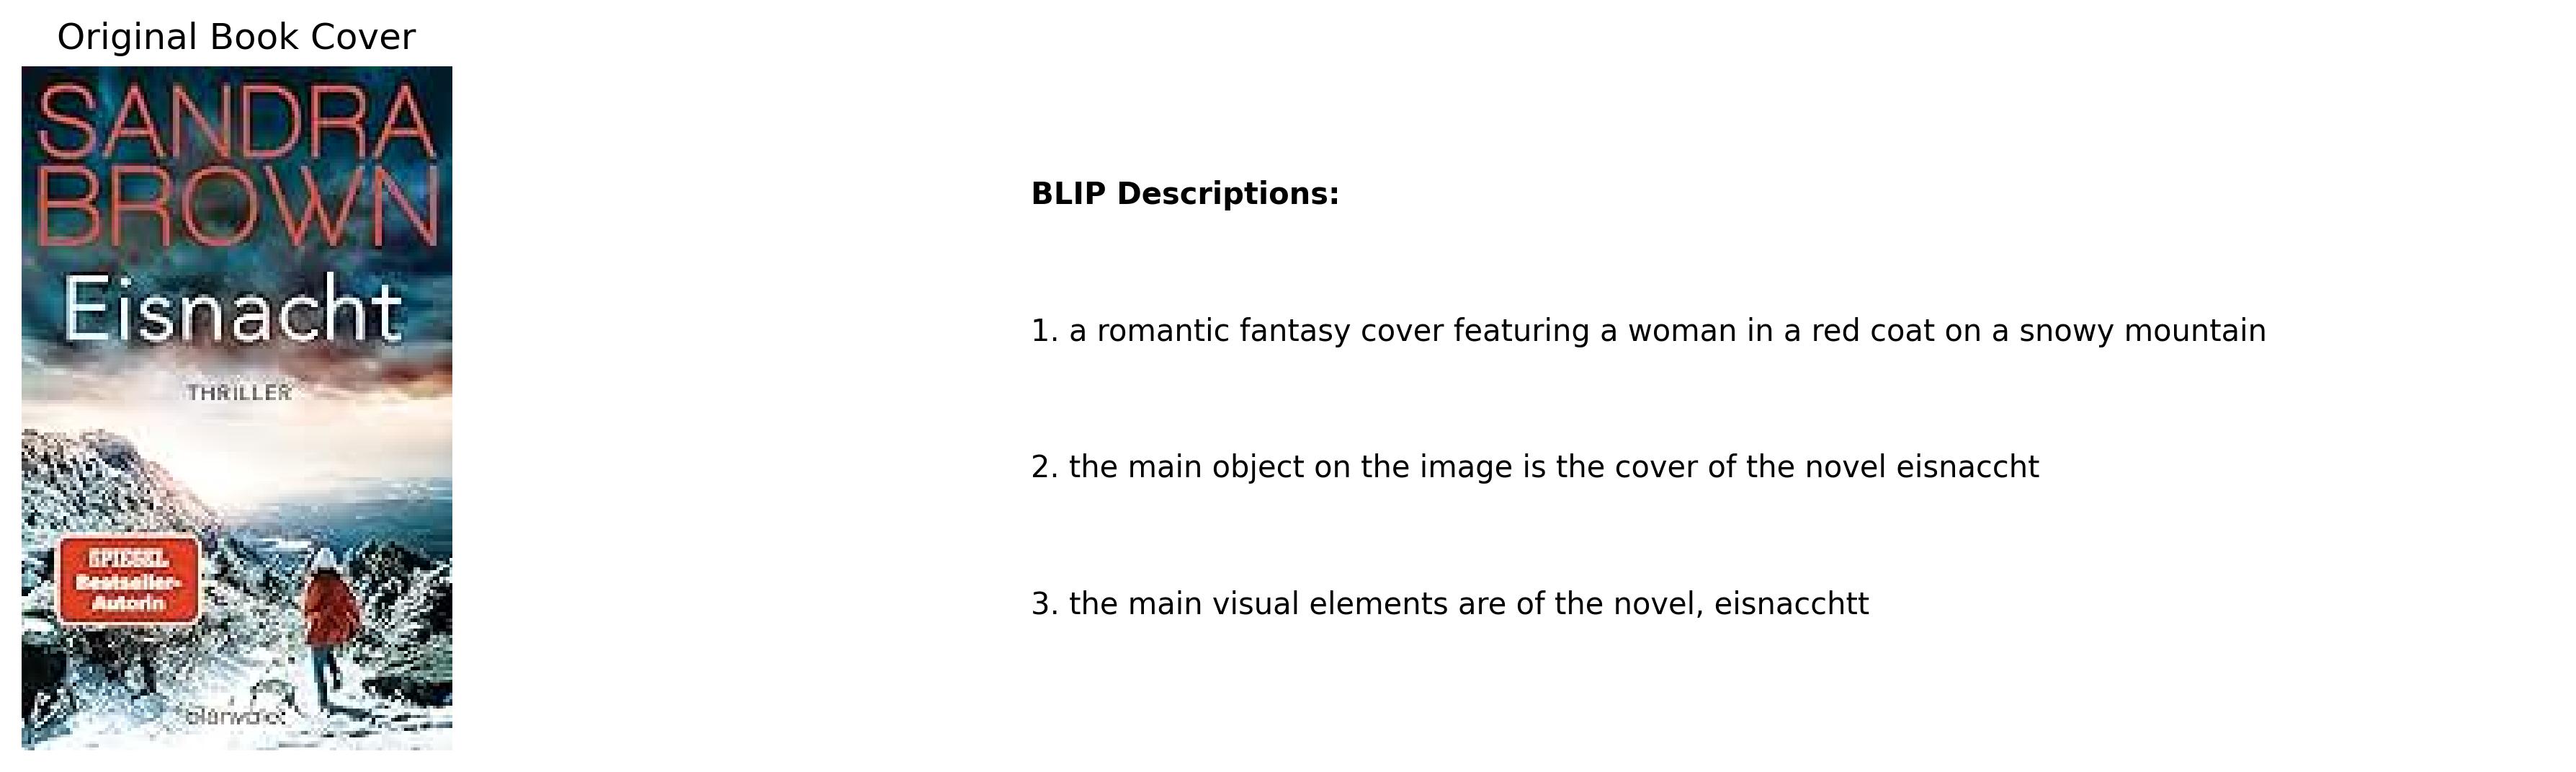 Original Book Cover
SANDRA
BROWN
Eisnacht
THRILLER
SPIEGEL
Bestseller-
Autorin
blanvalet
BLIP Descriptions:
1. a romantic fantasy cover featuring a woman in a red coat on a snowy mountain
2. the main object on the image is the cover of the novel eisnaccht
3. the main visual elements are of the novel, eisnacchtt